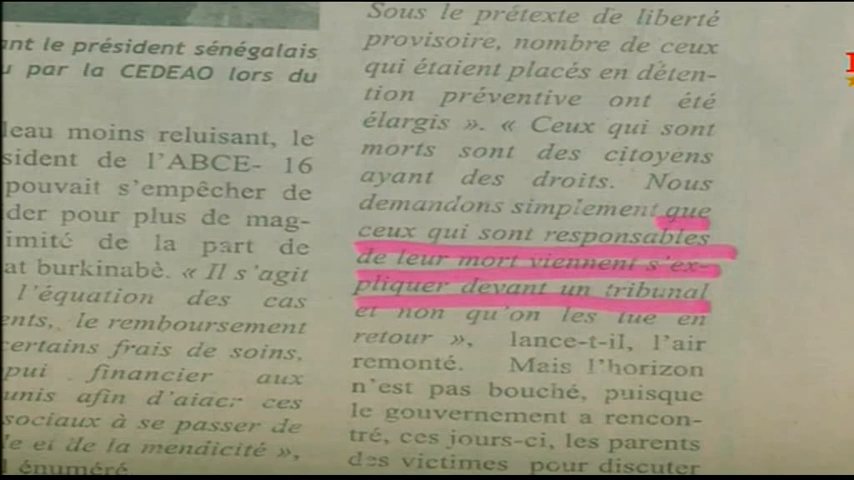 ant le président sénégalais
par la CEDEAO lors du
leau moins reluisant, le
sident de l'ABCE- 16
pouvait s'empêcher de
der pour plus de mag-
imité de la part de
at burkinabè. « Il s'agit
l'équation des cas
ents, le remboursement
certains frais de soins,
pui financier aux
unis afin d'aider ces
sociaux à se passer de
le et de la mendicité »,
énuméré
Sous le prétexte de liberté
provisoire, nombre de ceux
qui étaient placés en déten-
tion préventive ont été
élargis ». « Ceux qui sont
morts sont des citoyens
ayant des droits. Nous
demandons simplement que
ceux qui sont responsables
de leur mort viennent s'ex-
pliquer devant un tribunal
et non qu'on les tue en
retour », lance-t-il, l'air
remonté. Mais l'horizon
n'est pas bouché, puisque
le gouvernement a rencon-
tré, ces jours-ci, les parents
des victimes pour discuter